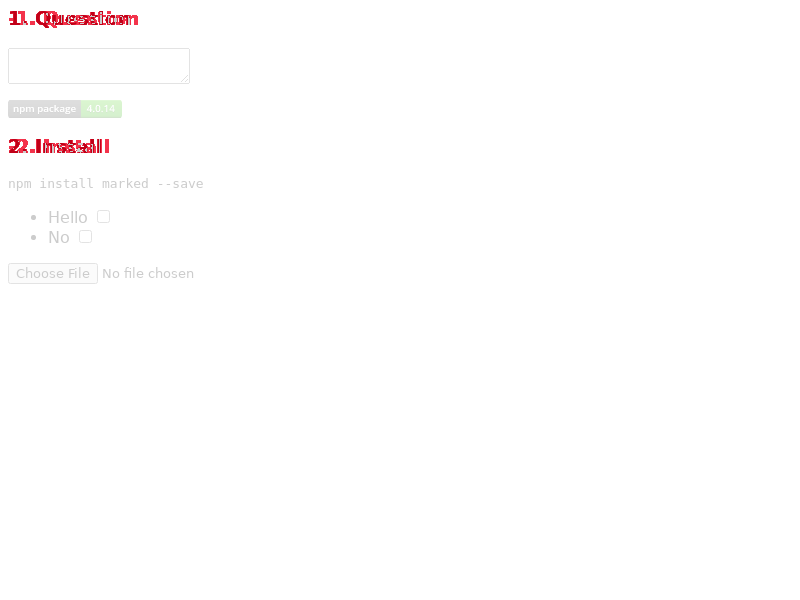 1. Question
npm package 4.0.14
2. Install
npm install marked --save
Hello
No
Choose File No file chosen